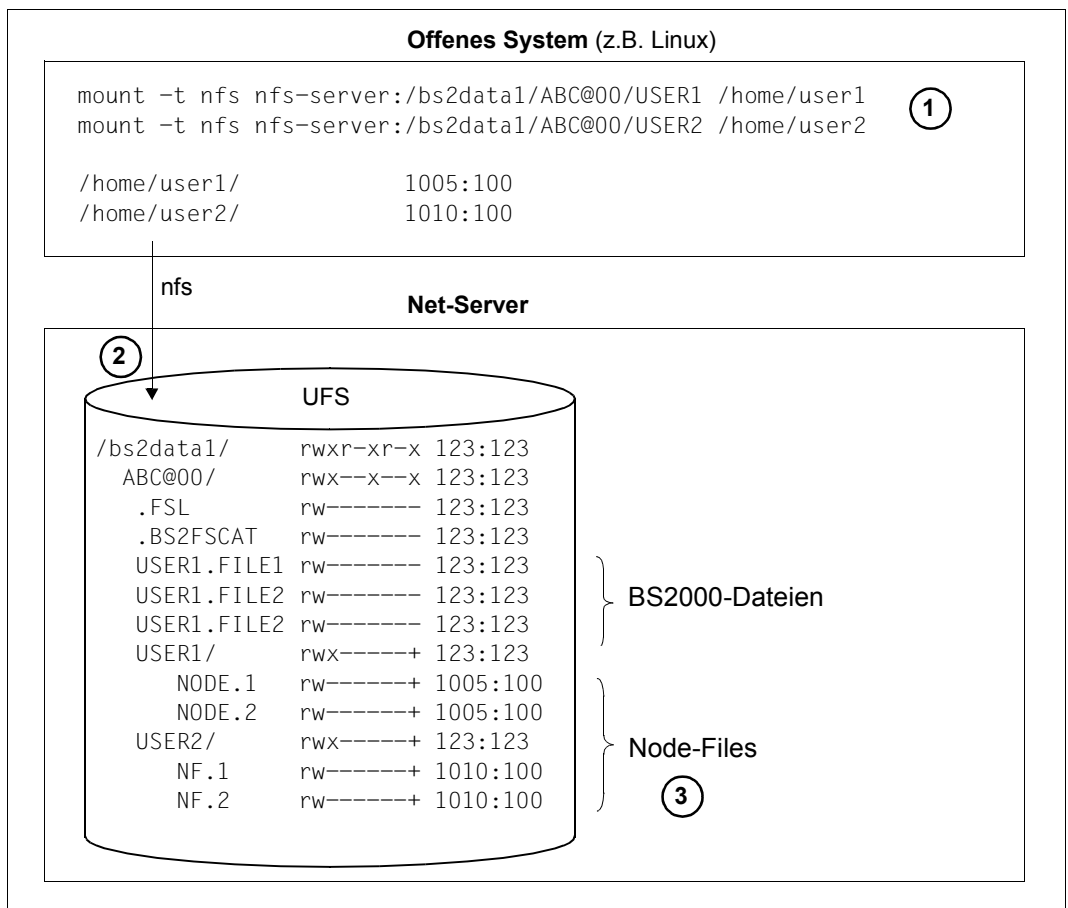 Offenes System (z.B. Linux)
mount -t nfs nfs-server:/bs2data1/ABC@00/USER1 /home/user1
mount -t nfs nfs-server:/bs2data1/ABC@00/USER2 /home/user2
1
/home/user1/ 1005:100
/home/user2/ 1010:100
nfs
Net-Server
2
UFS
/bs2data1/ rwxr-xr-x 123:123
ABC@00/ rwx--x--x 123:123
.FSL rw------- 123:123
.BS2FSCAT rw------- 123:123
USER1.FILE1 rw------- 123:123
USER1.FILE2 rw------- 123:123
USER1.FILE2 rw------- 123:123
BS2000-Dateien
USER1/ rwx-----+ 123:123
NODE.1 rw------+ 1005:100
NODE.2 rw------+ 1005:100
USER2/ rwx-----+ 123:123
NF.1 rw------+ 1010:100
NF.2 rw------+ 1010:100
Node-Files
3